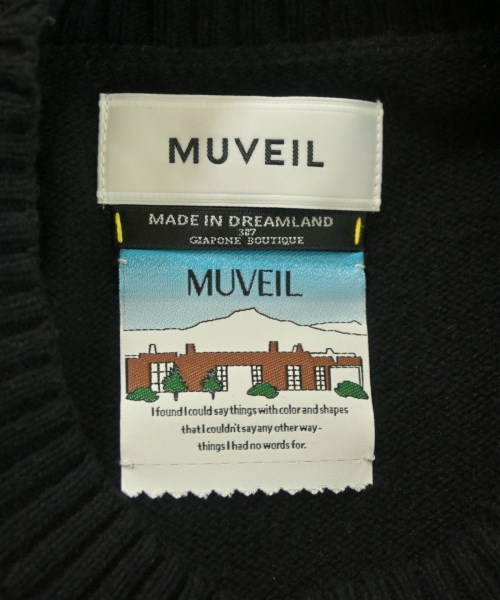 MUVEIL
MADE IN DREAMLAND
387
GIAPONE BOUTIQUE
MUVEIL
I found I could say things with color and shapes
that I couldn't say any other way-
things I had no words for.